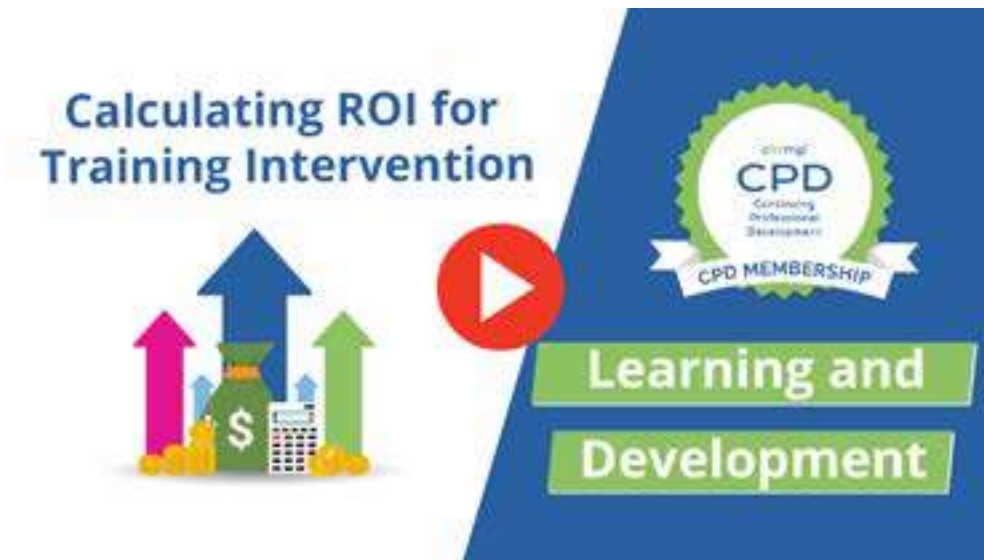 Calculating ROI for
Training Intervention
$
CPD
Continuing
Professional
Development
CPD MEMBERSHIP
Learning and
Development